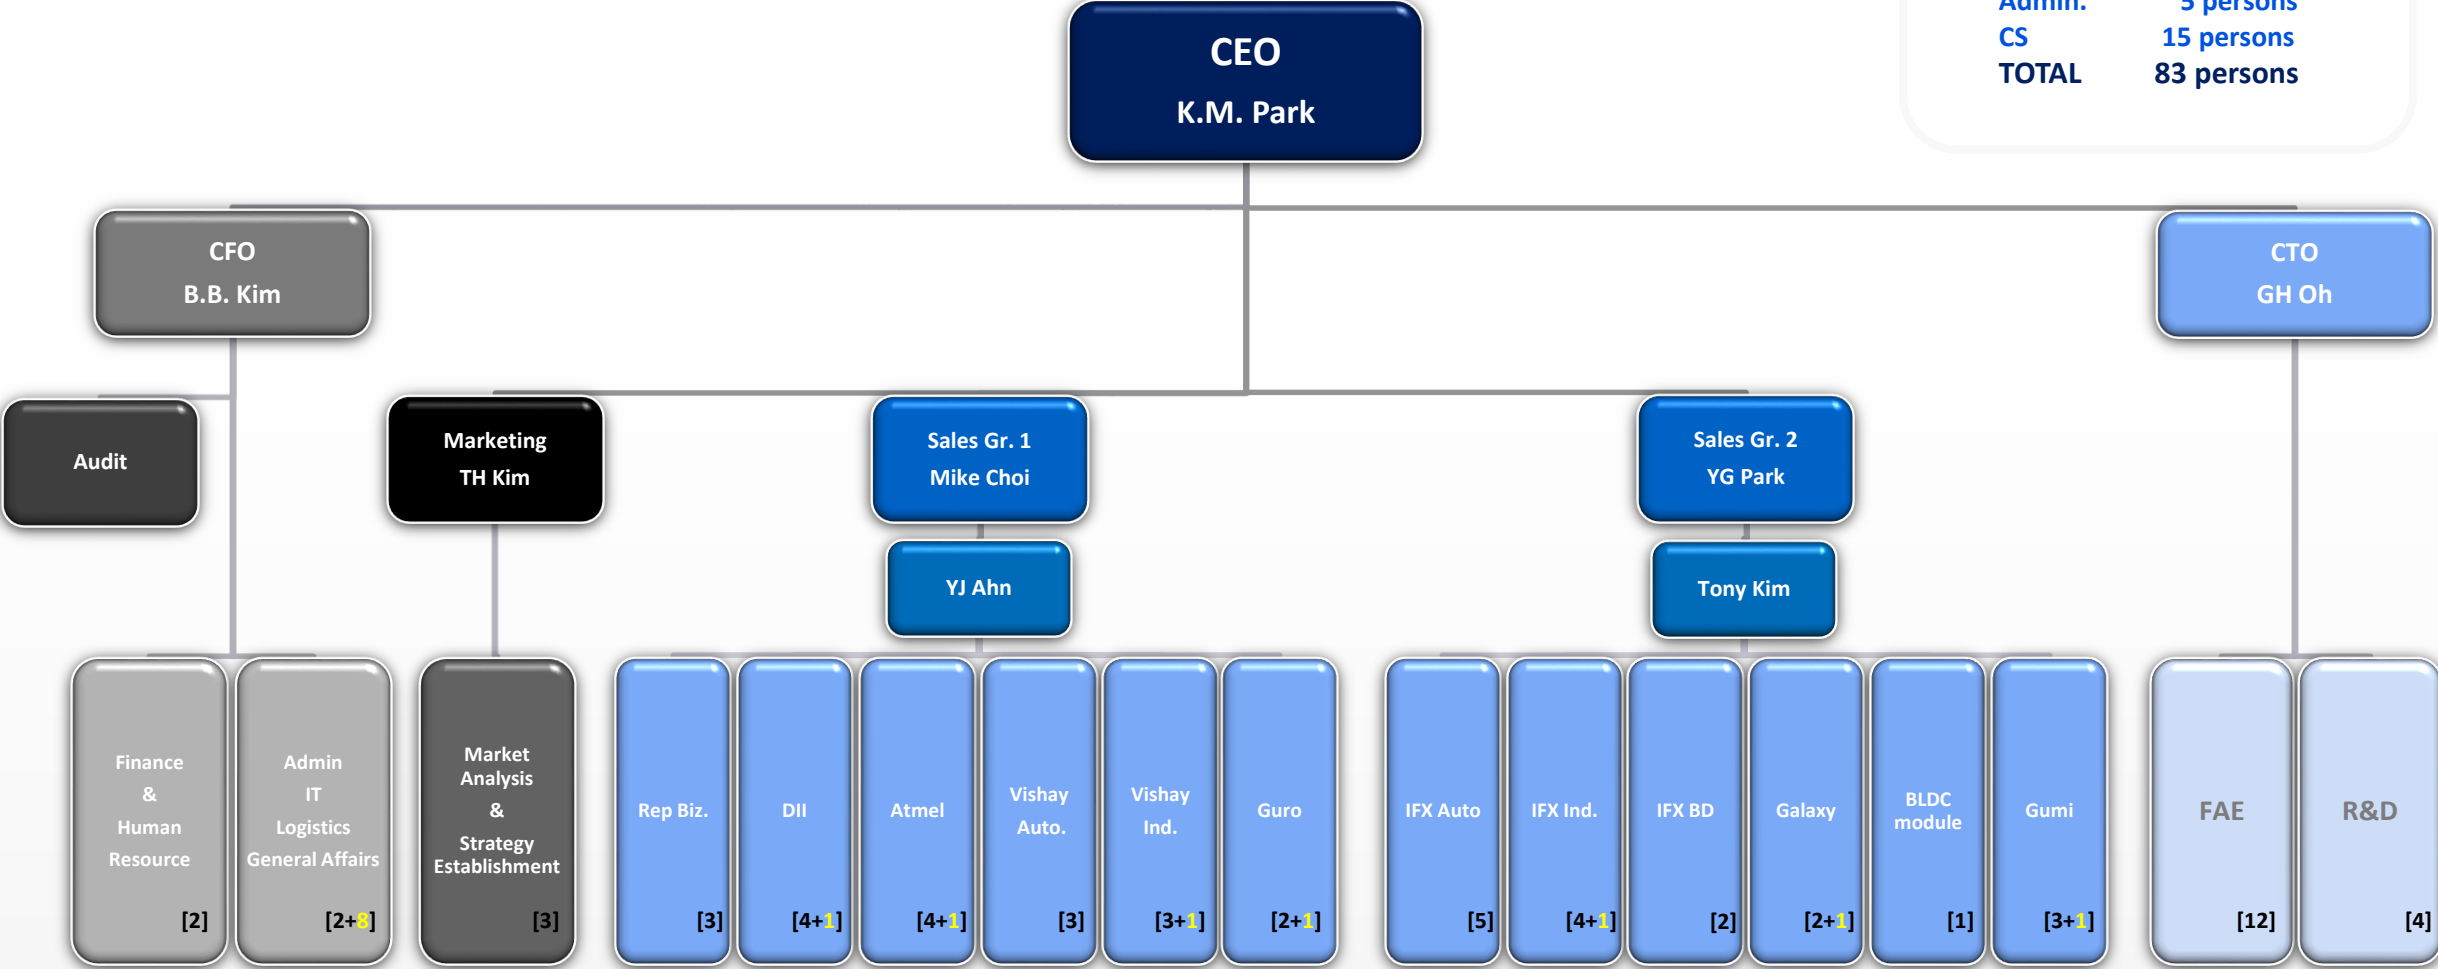 CEO
K.M. Park
Admin. 5 persons
CS 15 persons
TOTAL 83 persons
CFO
B.B. Kim
CTO
GH Oh
Audit
Marketing
TH Kim
Sales Gr. 1
Mike Choi
Sales Gr. 2
YG Park
YJ Ahn
Tony Kim
Finance
&
Human
Resource
[2]
Admin
IT
Logistics
General Affairs
[2+8]
Market
Analysis
&
Strategy
Establishment
[3]
Rep Biz.
[3]
DII
[4+1]
Atmel
[4+1]
Vishay
Auto.
[3]
Vishay
Ind.
[3+1]
Guro
[2+1]
IFX Auto
[5]
IFX Ind.
[4+1]
IFX BD
[2]
Galaxy
[2+1]
BLDC
module
[1]
Gumi
[3+1]
FAE
[12]
R&D
[4]